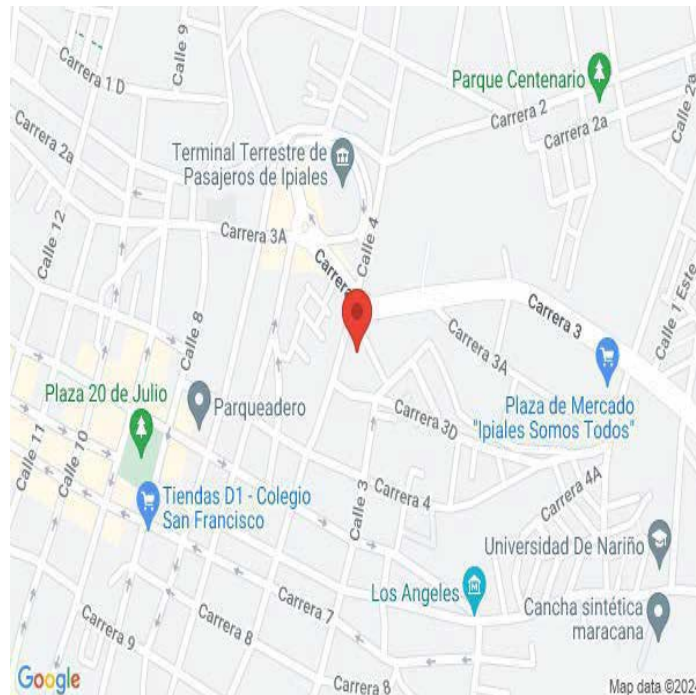 Calle 9
Carrera 1 D
Parque Centenario
Calle 2a
Carrera 2
Carrera 2a
Carrera 2a
Terminal Terrestre de
Pasajeros de Ipiales
Calle 12
Carrera 3A
Calle 4
Carrera
Carrera 3
Calle 1 Este
Calle 8
Carrera 3A
Plaza 20 de Julio
Parqueadero
Plaza de Mercado
"Ipiales Somos Todos"
Carrera 3D
Calle 11
Calle 10
Tiendas D1 - Colegio
San Francisco
Calle 3
Carrera 4
Carrera 4A
Universidad De Nariño
Los Angeles
Carrera 7
Cancha sintética
maracana
Carrera 9
Carrera 8
Carrera 8
Google
Map data ©202